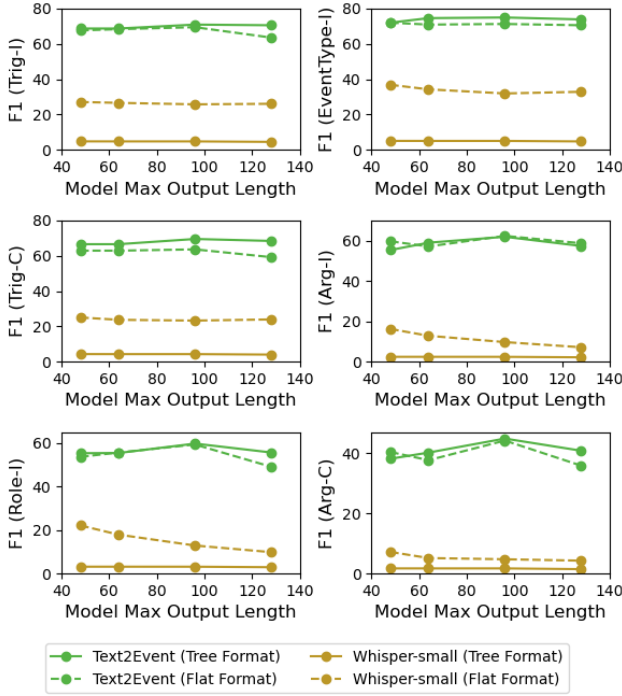 80
60
40
20
0
F1 (Trig-I)
40 60 80 100 120 140
Model Max Output Length
80
60
40
20
0
F1 (EventType-I)
40 60 80 100 120 140
Model Max Output Length
80
60
40
20
0
F1 (Trig-C)
40 60 80 100 120 140
Model Max Output Length
60
40
20
0
F1 (Arg-I)
40 60 80 100 120 140
Model Max Output Length
60
40
20
0
F1 (Role-I)
40 60 80 100 120 140
Model Max Output Length
40
20
0
F1 (Arg-C)
40 60 80 100 120 140
Model Max Output Length
Text2Event (Tree Format)
Text2Event (Flat Format)
Whisper-small (Tree Format)
Whisper-small (Flat Format)